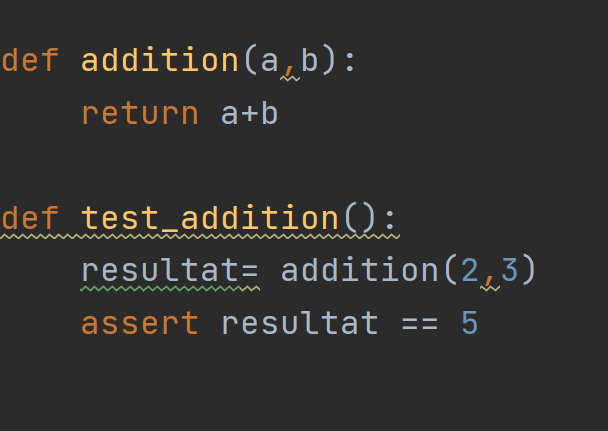 def addition(a,b):
    return a+b
def test_addition():
    resultat= addition(2,3)
    assert resultat == 5